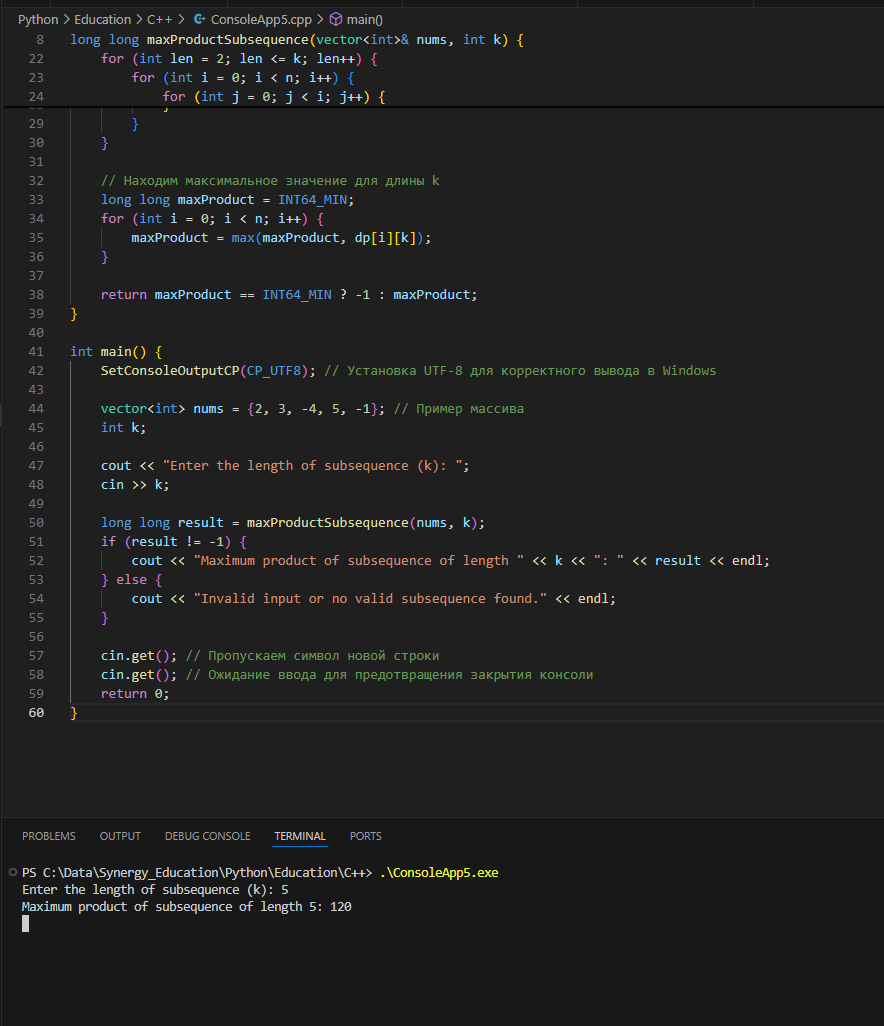 Python > Education > C++ > ConsoleApp5.cpp > main()
8 long long maxProductSubsequence(vector<int>& nums, int k) {
22 for (int len = 2; len <= k; len++) {
23 for (int i = 0; i < n; i++) {
24 for (int j = 0; j < i; j++) {
29 }
30 }
31
32 // Находим максимальное значение для длины k
33 long long maxProduct = INT64_MIN;
34 for (int i = 0; i < n; i++) {
35 maxProduct = max(maxProduct, dp[i][k]);
36 }
37
38 return maxProduct == INT64_MIN ? -1 : maxProduct;
39 }
40
41 int main() {
42 SetConsoleOutputCP(CP_UTF8); // Установка UTF-8 для корректного вывода в Windows
43
44 vector<int> nums = {2, 3, -4, 5, -1}; // Пример массива
45 int k;
46
47 cout << "Enter the length of subsequence (k): ";
48 cin >> k;
49
50 long long result = maxProductSubsequence(nums, k);
51 if (result != -1) {
52 cout << "Maximum product of subsequence of length " << k << ": " << result << endl;
53 } else {
54 cout << "Invalid input or no valid subsequence found." << endl;
55 }
56
57 cin.get(); // Пропускаем символ новой строки
58 cin.get(); // Ожидание ввода для предотвращения закрытия консоли
59 return 0;
60 }
PROBLEMS OUTPUT DEBUG CONSOLE TERMINAL PORTS
PS C:\Data\Synergy_Education\Python\Education\C++> .\ConsoleApp5.exe
Enter the length of subsequence (k): 5
Maximum product of subsequence of length 5: 120